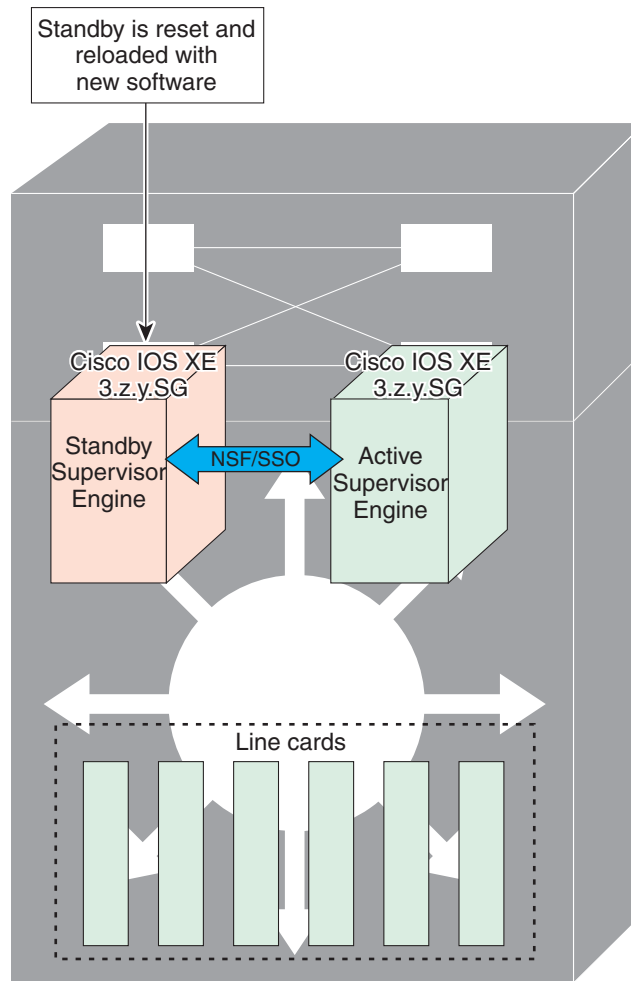 Standby is reset and
reloaded with
new software
Cisco IOS XE
3.z.y.SG
Cisco IOS XE
3.z.y.SG
Standby
Supervisor
Engine
NSF/SSO
Active
Supervisor
Engine
Line cards